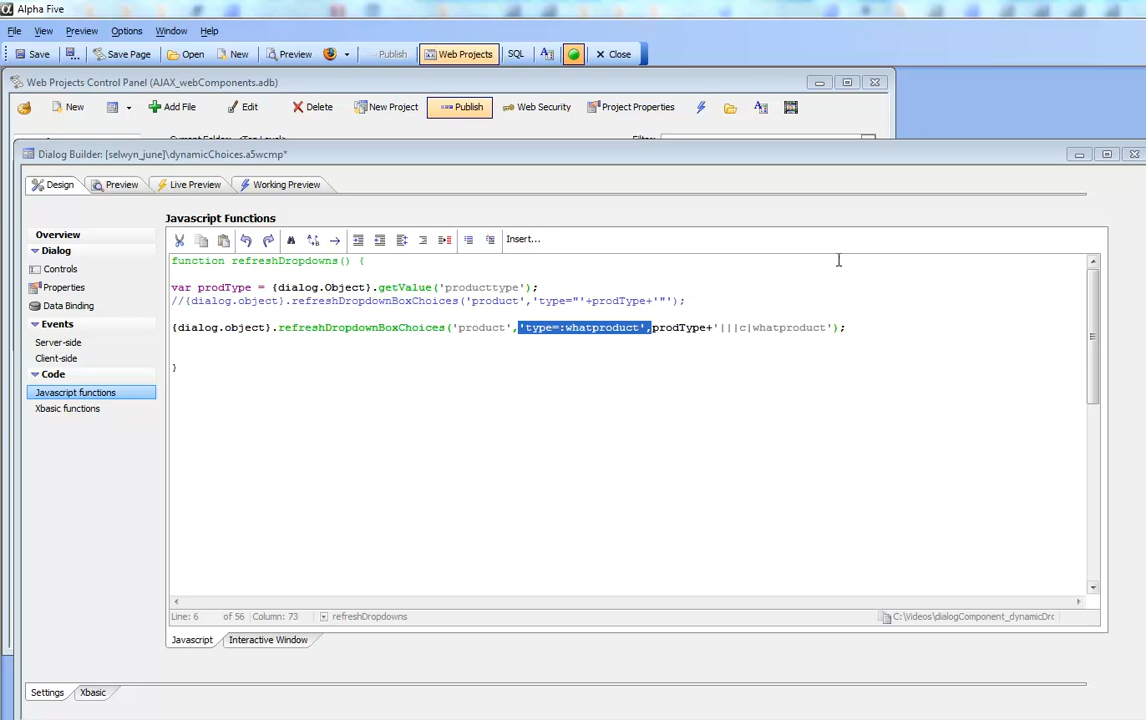 Alpha Five
File View Preview Options Window Help
Save Save Page Open New Preview Publish Web Projects SQL Close
Web Projects Control Panel (AJAX_webComponents.adb)
New Add File Edit Delete New Project Publish Web Security Project Properties
Dialog Builder: [selwyn_june]\dynamicChoices.a5wcmp*
Design Preview Live Preview Working Preview
Overview
Dialog
Controls
Properties
Data Binding
Events
Server-side
Client-side
Code
Javascript functions
Xbasic functions
Javascript Functions
Insert...
function refreshDropdowns() {
var prodType = {dialog.Object}.getValue('producttype');
//{dialog.object}.refreshDropdownBoxChoices('product','type="'+prodType+'"');
{dialog.object}.refreshDropdownBoxChoices('product','type=:whatproduct',prodType+'|||c|whatproduct');
}
Line: 6 of 56 Column: 73 refreshDropdowns C:\Videos\dialogComponent_dynamicDrc
Javascript Interactive Window
Settings Xbasic